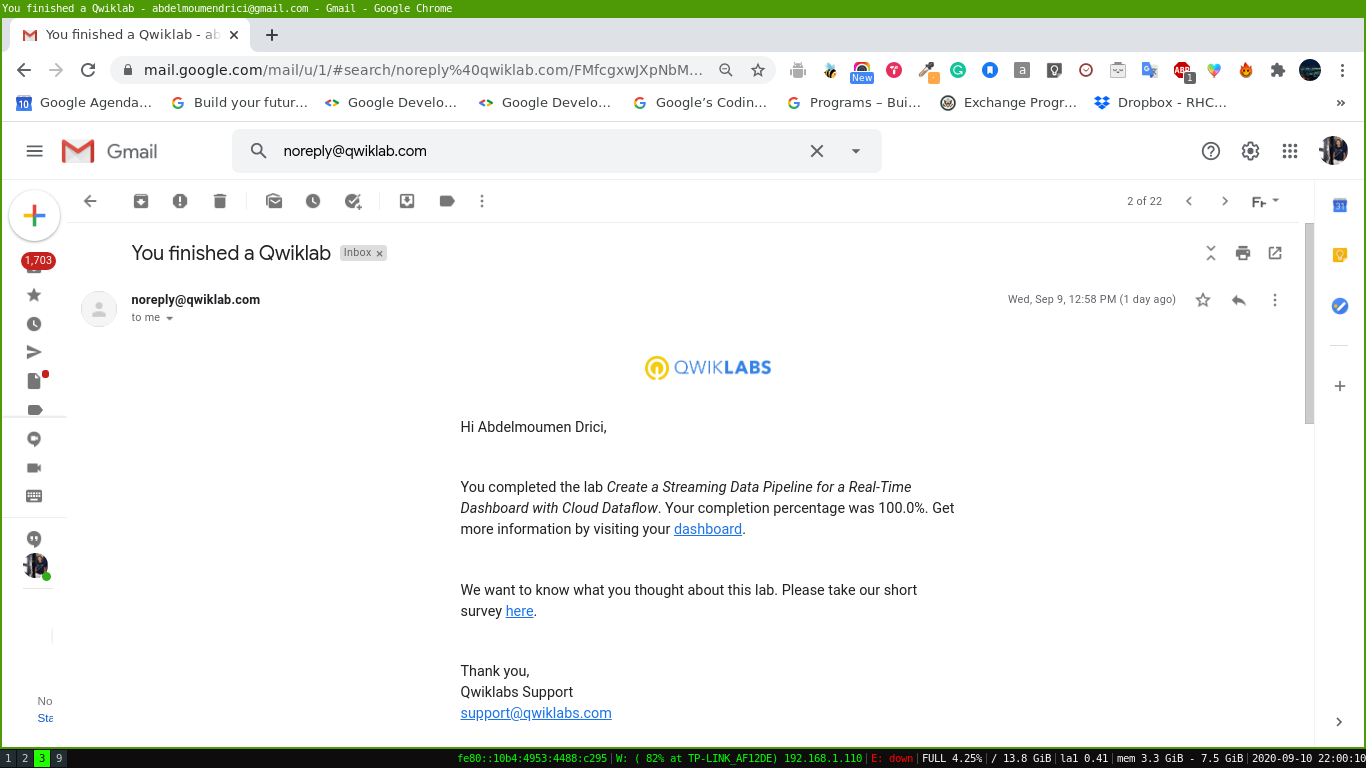 You finished a Qwiklab - abdelmoumendrici@gmail.com - Gmail - Google Chrome
You finished a Qwiklab - ab
mail.google.com/mail/u/1/#search/noreply%40qwiklab.com/FMfcgxwJXpNbM...
New
a
ABP
1
10
Google Agenda...
Build your futur...
Google Develo...
Google Develo...
Google's Codin...
Programs – Bui...
Exchange Progr...
Dropbox - RHC...
»
Gmail
noreply@qwiklab.com
2 of 22
1,703
You finished a Qwiklab
Inbox x
noreply@qwiklab.com
Wed, Sep 9, 12:58 PM (1 day ago)
to me
QWIKLABS
Hi Abdelmoumen Drici,
You completed the lab Create a Streaming Data Pipeline for a Real-Time
Dashboard with Cloud Dataflow. Your completion percentage was 100.0%. Get
more information by visiting your dashboard.
We want to know what you thought about this lab. Please take our short
survey here.
Thank you,
Qwiklabs Support
support@qwiklabs.com
No
Sta
31
1 2 3 9
fe80::10b4:4953:4488:c295 | W: ( 82% at TP-LINK_AF12DE) 192.168.1.110 | E: down | FULL 4.25% | / 13.8 GiB | la1 0.41 | mem 3.3 GiB - 7.5 GiB | 2020-09-10 22:00:10